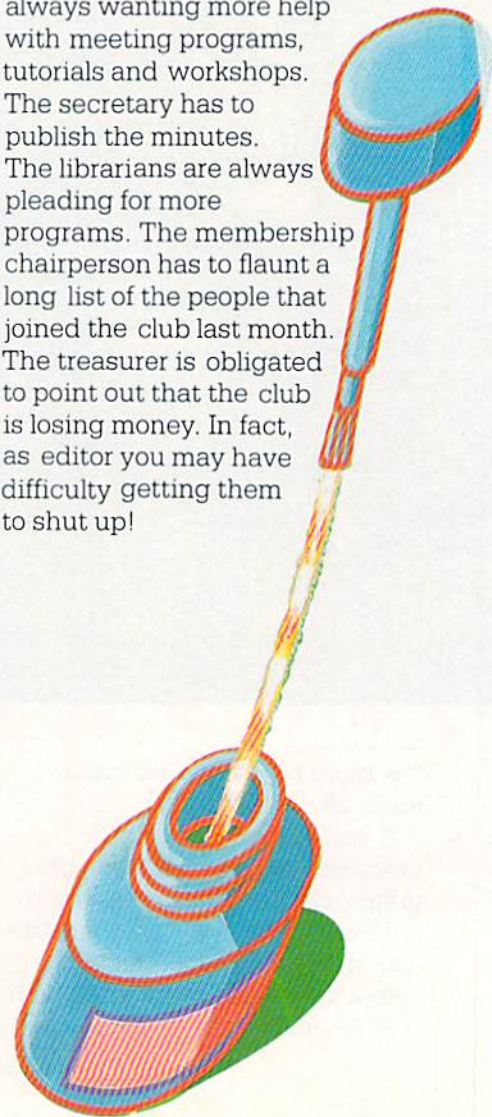 always wanting more help
with meeting programs,
tutorials and workshops.
The secretary has to
publish the minutes.
The librarians are always
pleading for more
programs. The membership
chairperson has to flaunt a
long list of the people that
joined the club last month.
The treasurer is obligated
to point out that the club
is losing money. In fact,
as editor you may have
difficulty getting them
to shut up!